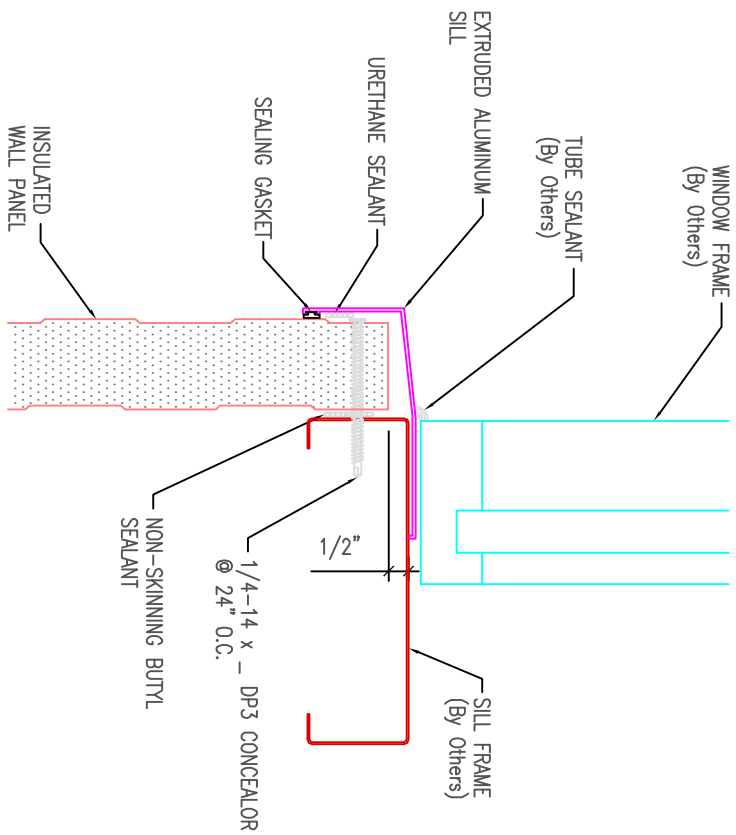 WINDOW FRAME
(By Others)
TUBE SEALANT
(By Others)
EXTRUDED ALUMINUM
SILL
URETHANE SEALANT
SEALING GASKET
INSULATED
WALL PANEL
1/2"
NON-SKINNING BUTYL
SEALANT
1/4-14 x _ DP3 CONCEALOR
@ 24" O.C.
SILL FRAME
(By Others)